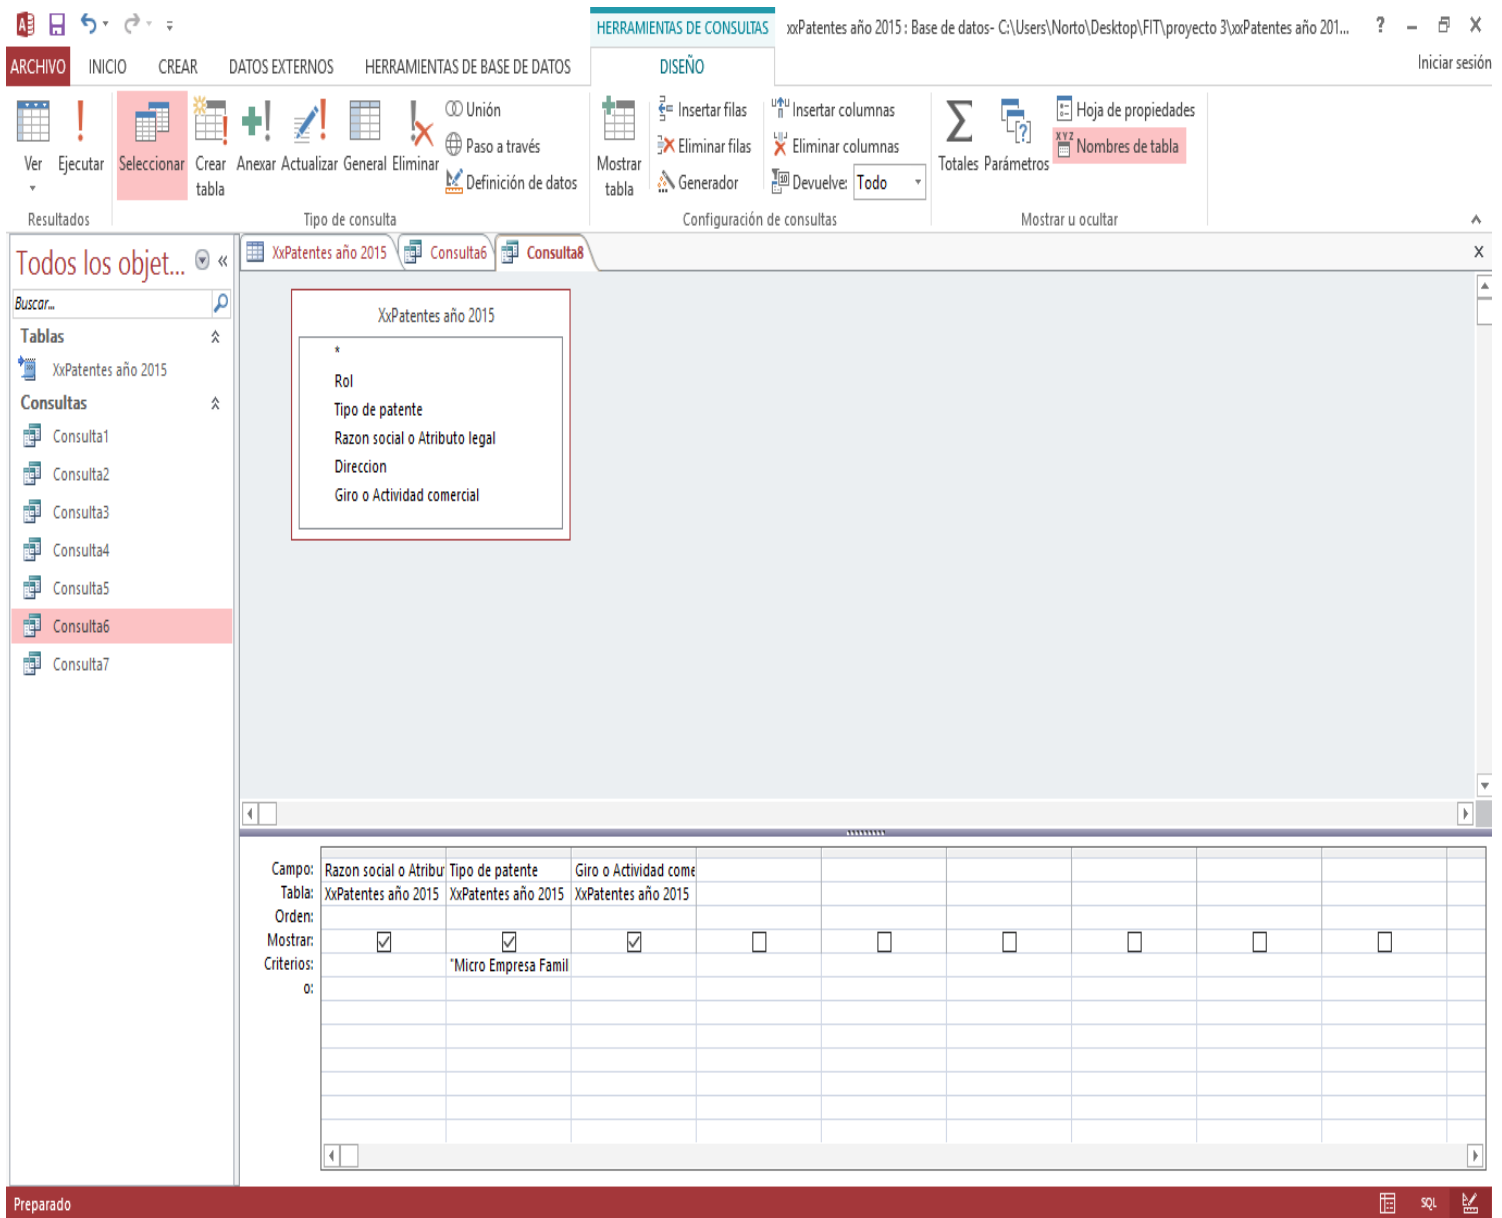 HERRAMIENTAS DE CONSULTAS xxPatentes año 2015 : Base de datos- C:\Users\Norto\Desktop\FIT\proyecto 3\xxPatentes año 201... ?
ARCHIVO INICIO CREAR DATOS EXTERNOS HERRAMIENTAS DE BASE DE DATOS DISEÑO Iniciar sesión
Ver Ejecutar Seleccionar Crear tabla Anexar Actualizar General Eliminar
Unión
Paso a través
Definición de datos
Mostrar tabla
Insertar filas
Eliminar filas
Generador
Insertar columnas
Eliminar columnas
Devuelve: Todo
Totales Parámetros
Hoja de propiedades
XYZ Nombres de tabla
Resultados Tipo de consulta Configuración de consultas Mostrar u ocultar
Todos los objet... «
Buscar...
Tablas
XxPatentes año 2015
Consultas
Consulta1
Consulta2
Consulta3
Consulta4
Consulta5
Consulta6
Consulta7
XxPatentes año 2015 Consulta6 Consulta8 x
XxPatentes año 2015
*
Rol
Tipo de patente
Razon social o Atributo legal
Direccion
Giro o Actividad comercial
Campo: Razon social o Atribu Tipo de patente Giro o Actividad come
Tabla: XxPatentes año 2015 XxPatentes año 2015 XxPatentes año 2015
Orden:
Mostrar:
Criterios: "Micro Empresa Famil
o:
Preparado SQL